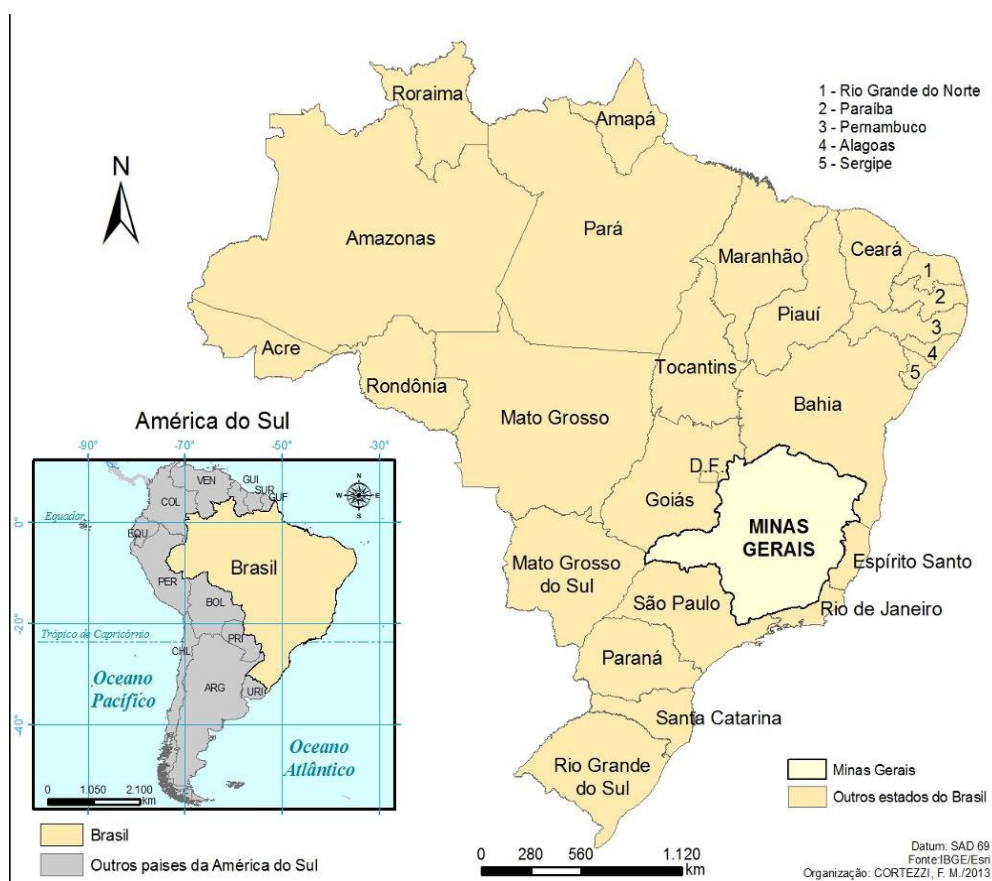 Roraima
Amapá
1 - Rio Grande do Norte
2 - Paraíba
3 - Pernambuco
4 - Alagoas
5 - Sergipe
N
Amazonas
Pará
Maranhão
Ceará
1
2
Piauí
3
Acre
Rondônia
Tocantins
4
5
Mato Grosso
Bahia
D.F.
Goiás
MINAS
GERAIS
Mato Grosso
do Sul
Espírito Santo
São Paulo
Rio de Janeiro
Paraná
Santa Catarina
Rio Grande
do Sul
América do Sul
-90°
-70°
-50°
-30°
VEN
GUI
SUR
GUF
COL
N
W
E
S
Equador
0°
EQU
Brasil
PER
BOL
-20°
Trópico de Capricórnio
PRI
CHL
Oceano
Pacífico
ARG
URI
-40°
Oceano
Atlântico
0 1.050 2.100
km
Brasil
Outros paises da América do Sul
Minas Gerais
Outros estados do Brasil
0 280 560 1.120
km
Datum: SAD 69
Fonte:IBGE/Esri
Organização: CORTEZZI, F. M./2013